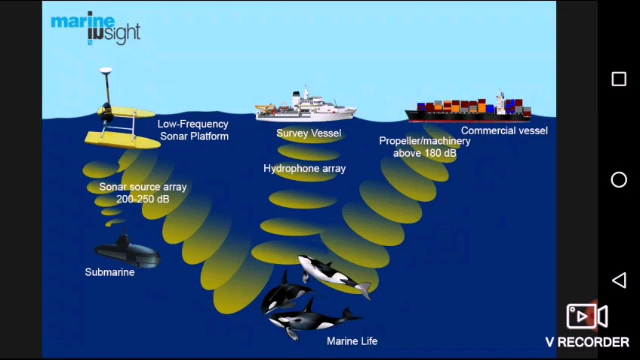 marine
insight
Low-Frequency
Sonar Platform
Survey Vessel
Commercial vessel
Propeller/machinery
above 180 dB
Hydrophone array
Sonar source array
200-250 dB
Submarine
Marine Life
V RECORDER